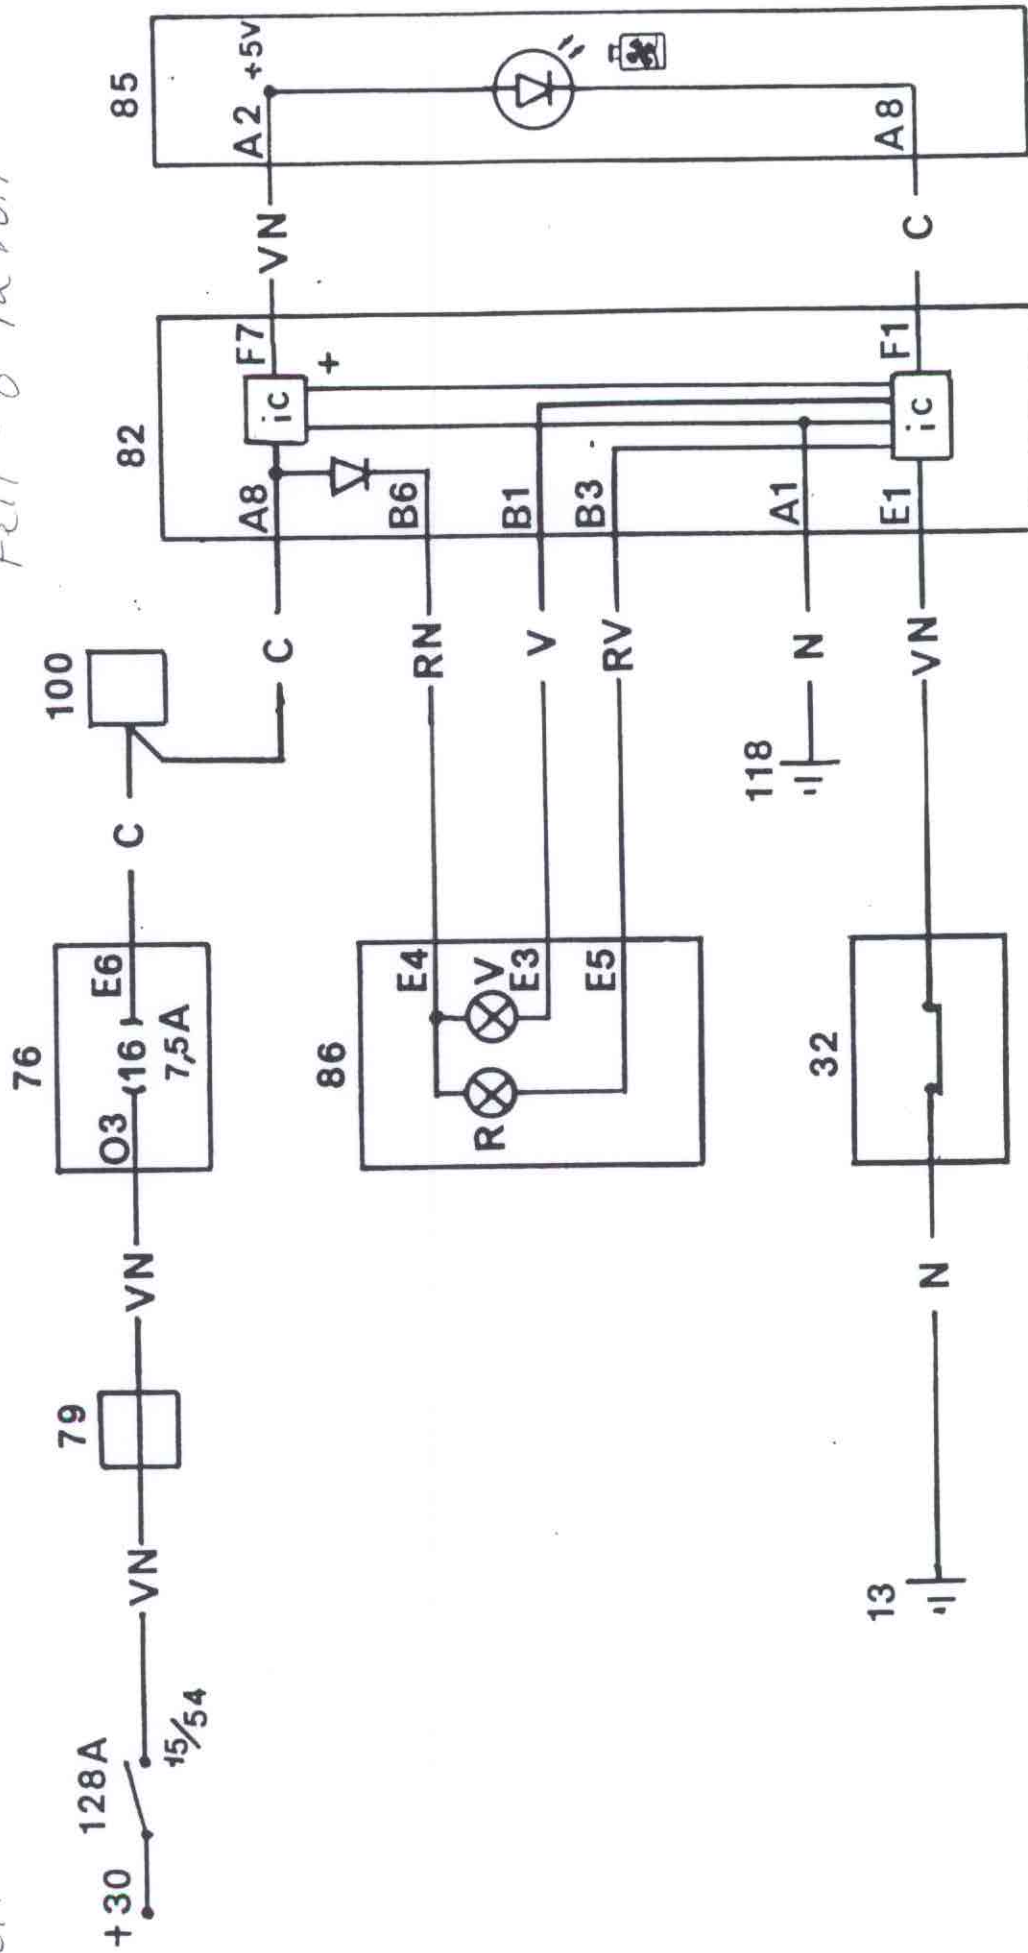 +30
128A
15/54
VN
79
VN
76
O3
16
E6
7,5A
C
100
C
86
R
V
E4
E3
E5
RN
V
RV
118
N
13
N
32
VN
82
A8
B6
B1
B3
A1
E1
ic
F7
+
ic
F1
VN
C
85
A2
+5V
A8